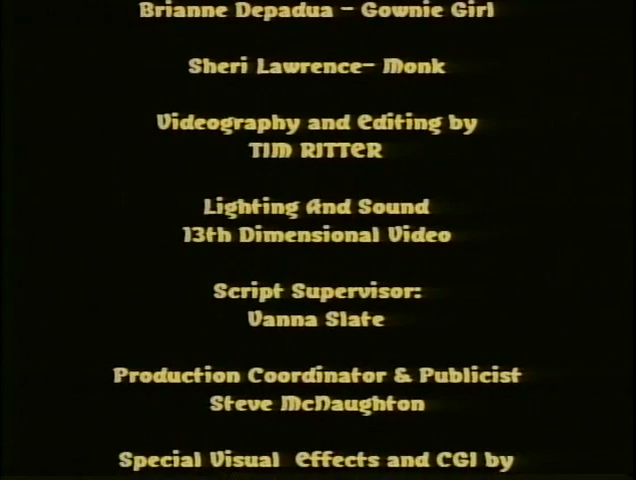 Brianne Depadua - Gownie Girl
Sheri Lawrence- Monk
Videography and Editing by
TIM RITTER
Lighting And Sound
13th Dimensional Video
Script Supervisor:
Vanna Slate
Production Coordinator & Publicist
Steve McNaughton
Special Visual  Effects and CGI by